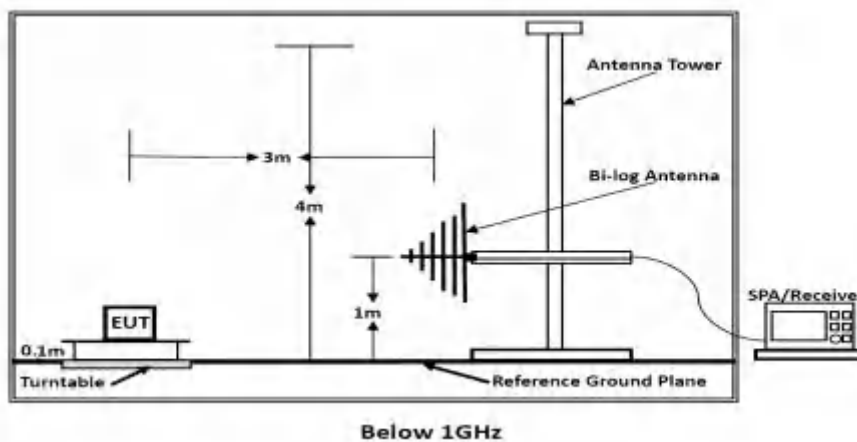 Antenna Tower
3m
Bi-log Antenna
4m
SPA/Receive
1m
EUT
0.1m
Turntable
Reference Ground Plane
Below 1GHz